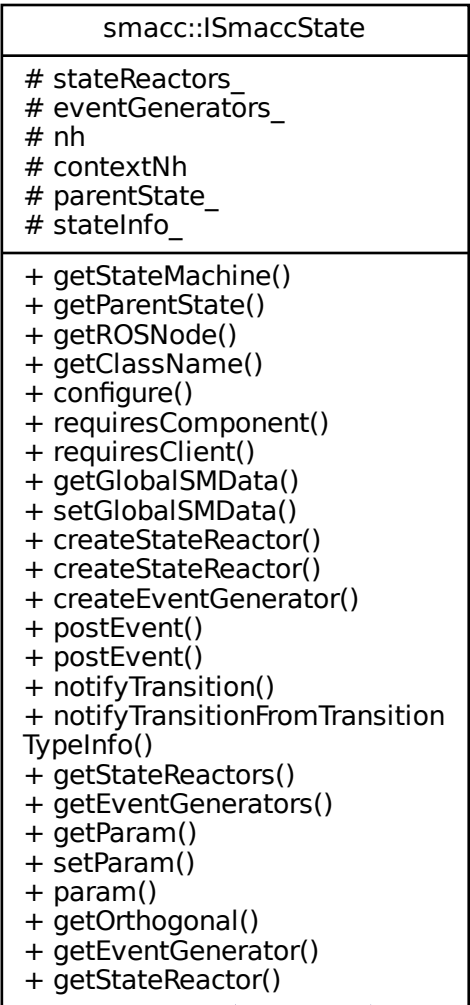 smacc::ISmaccState
# stateReactors_
# eventGenerators_
# nh
# contextNh
# parentState_
# stateInfo_
+ getStateMachine()
+ getParentState()
+ getROSNode()
+ getClassName()
+ configure()
+ requiresComponent()
+ requiresClient()
+ getGlobalSMData()
+ setGlobalSMData()
+ createStateReactor()
+ createStateReactor()
+ createEventGenerator()
+ postEvent()
+ postEvent()
+ notifyTransition()
+ notifyTransitionFromTransition
TypeInfo()
+ getStateReactors()
+ getEventGenerators()
+ getParam()
+ setParam()
+ param()
+ getOrthogonal()
+ getEventGenerator()
+ getStateReactor()